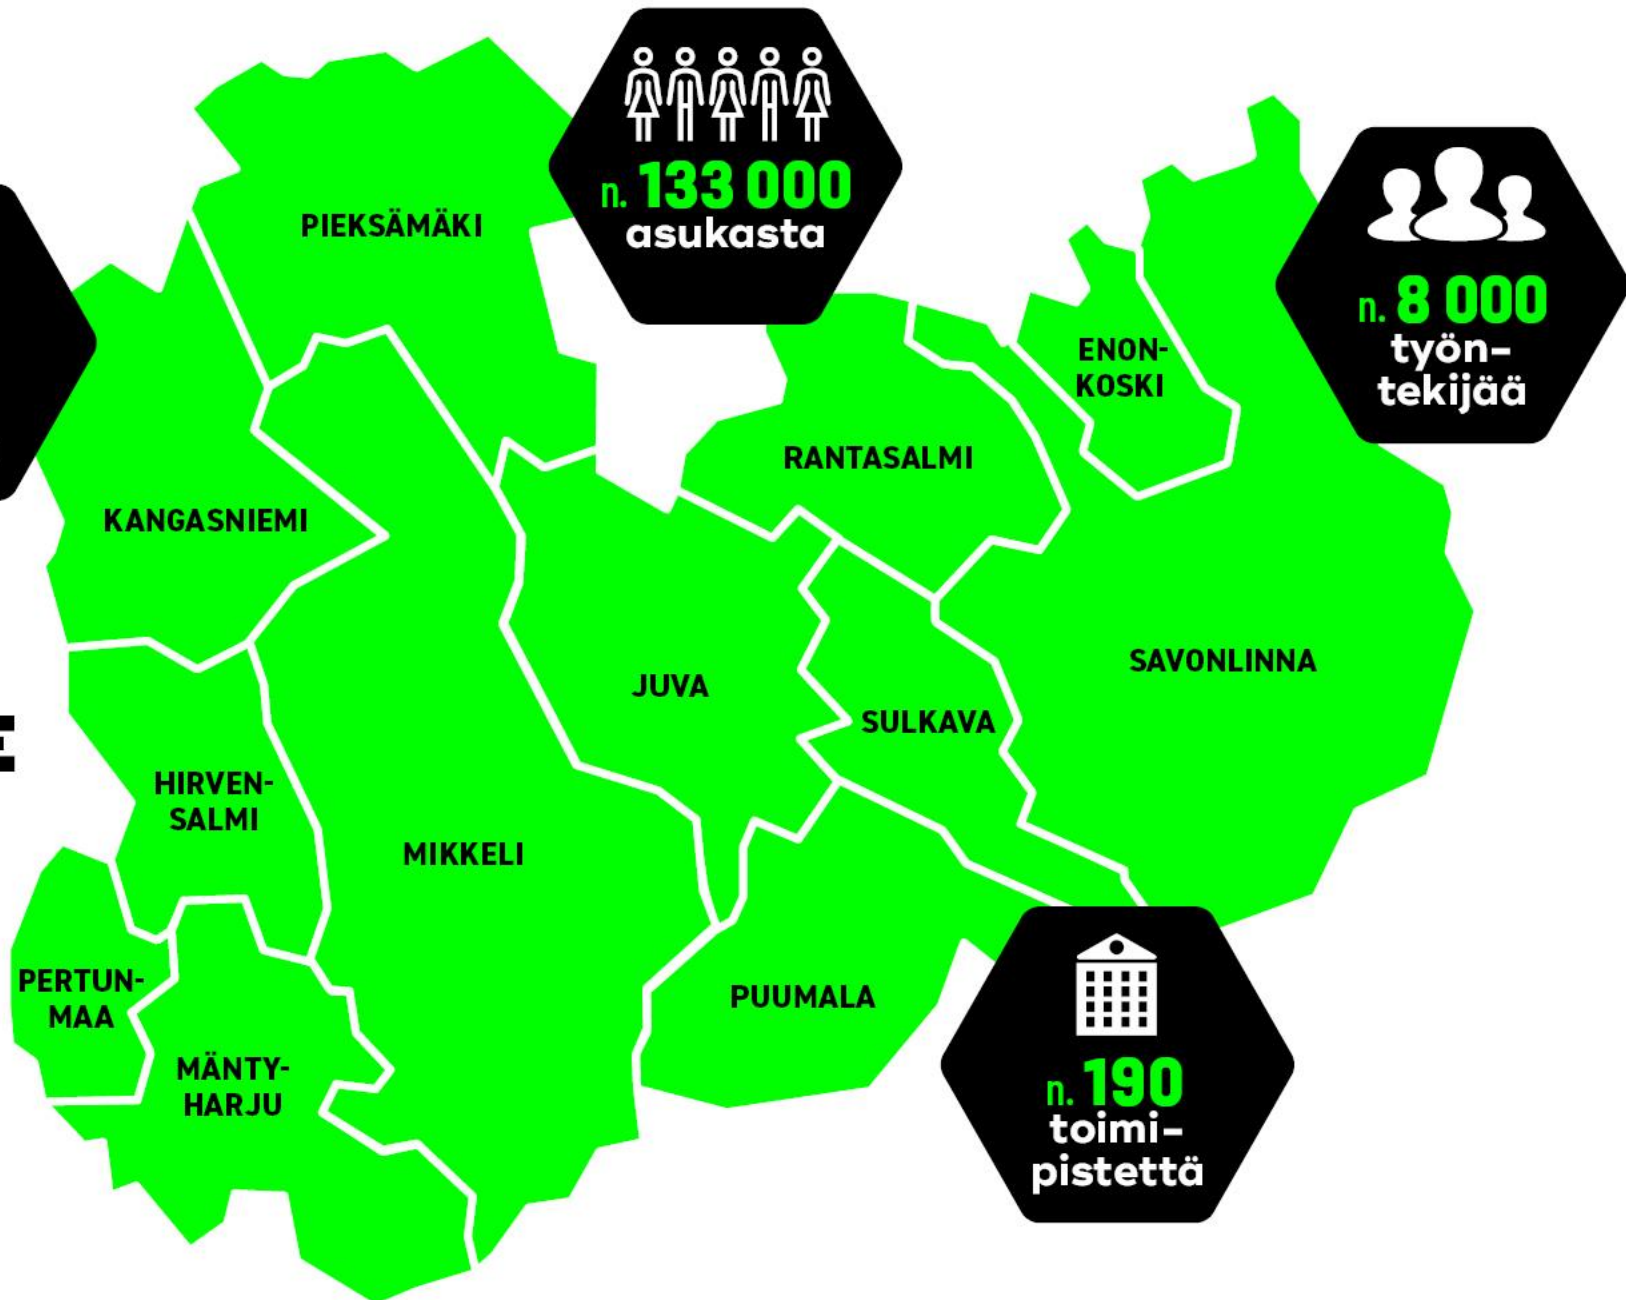 n. 133 000
asukasta
PIEKSÄMÄKI
n. 8 000
työn-
tekijää
ENON-
KOSKI
RANTASALMI
KANGASNIEMI
SAVONLINNA
JUVA
SULKAVA
E
HIRVEN-
SALMI
MIKKELI
PERTUN-
MAA
PUUMALA
MÄNTY-
HARJU
n. 190
toimi-
pistettä